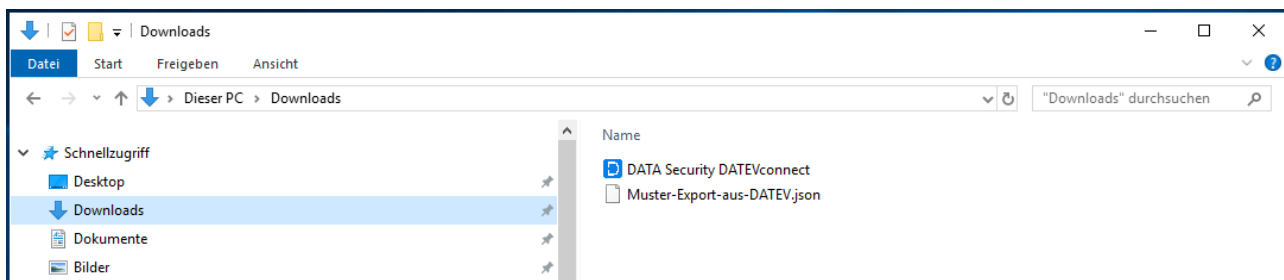 Downloads
Datei Start Freigeben Ansicht
Dieser PC > Downloads "Downloads" durchsuchen
Name
Schnellzugriff
DATA Security DATEVconnect
Desktop
Muster-Export-aus-DATEV.json
Downloads
Dokumente
Bilder